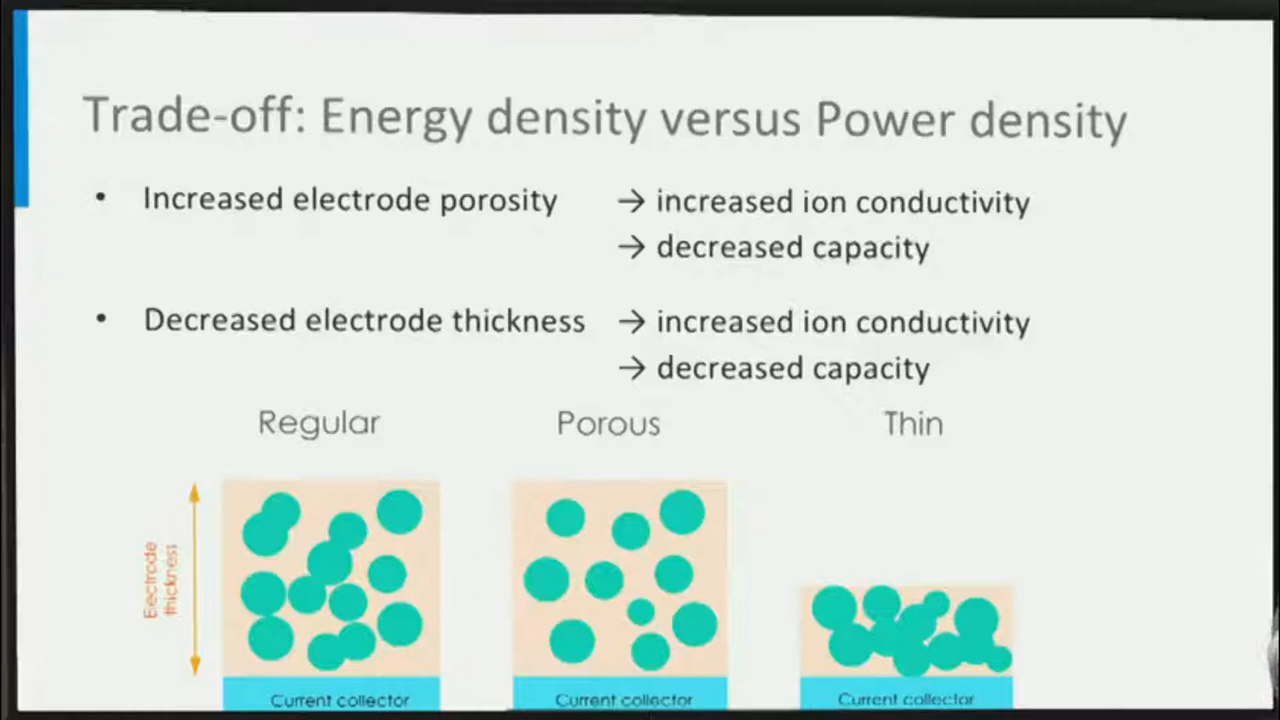 Trade-off: Energy density versus Power density
• Increased electrode porosity → increased ion conductivity
→ decreased capacity
• Decreased electrode thickness → increased ion conductivity
→ decreased capacity
Regular Porous Thin
Electrode
thickness
Current collector Current collector Current collector